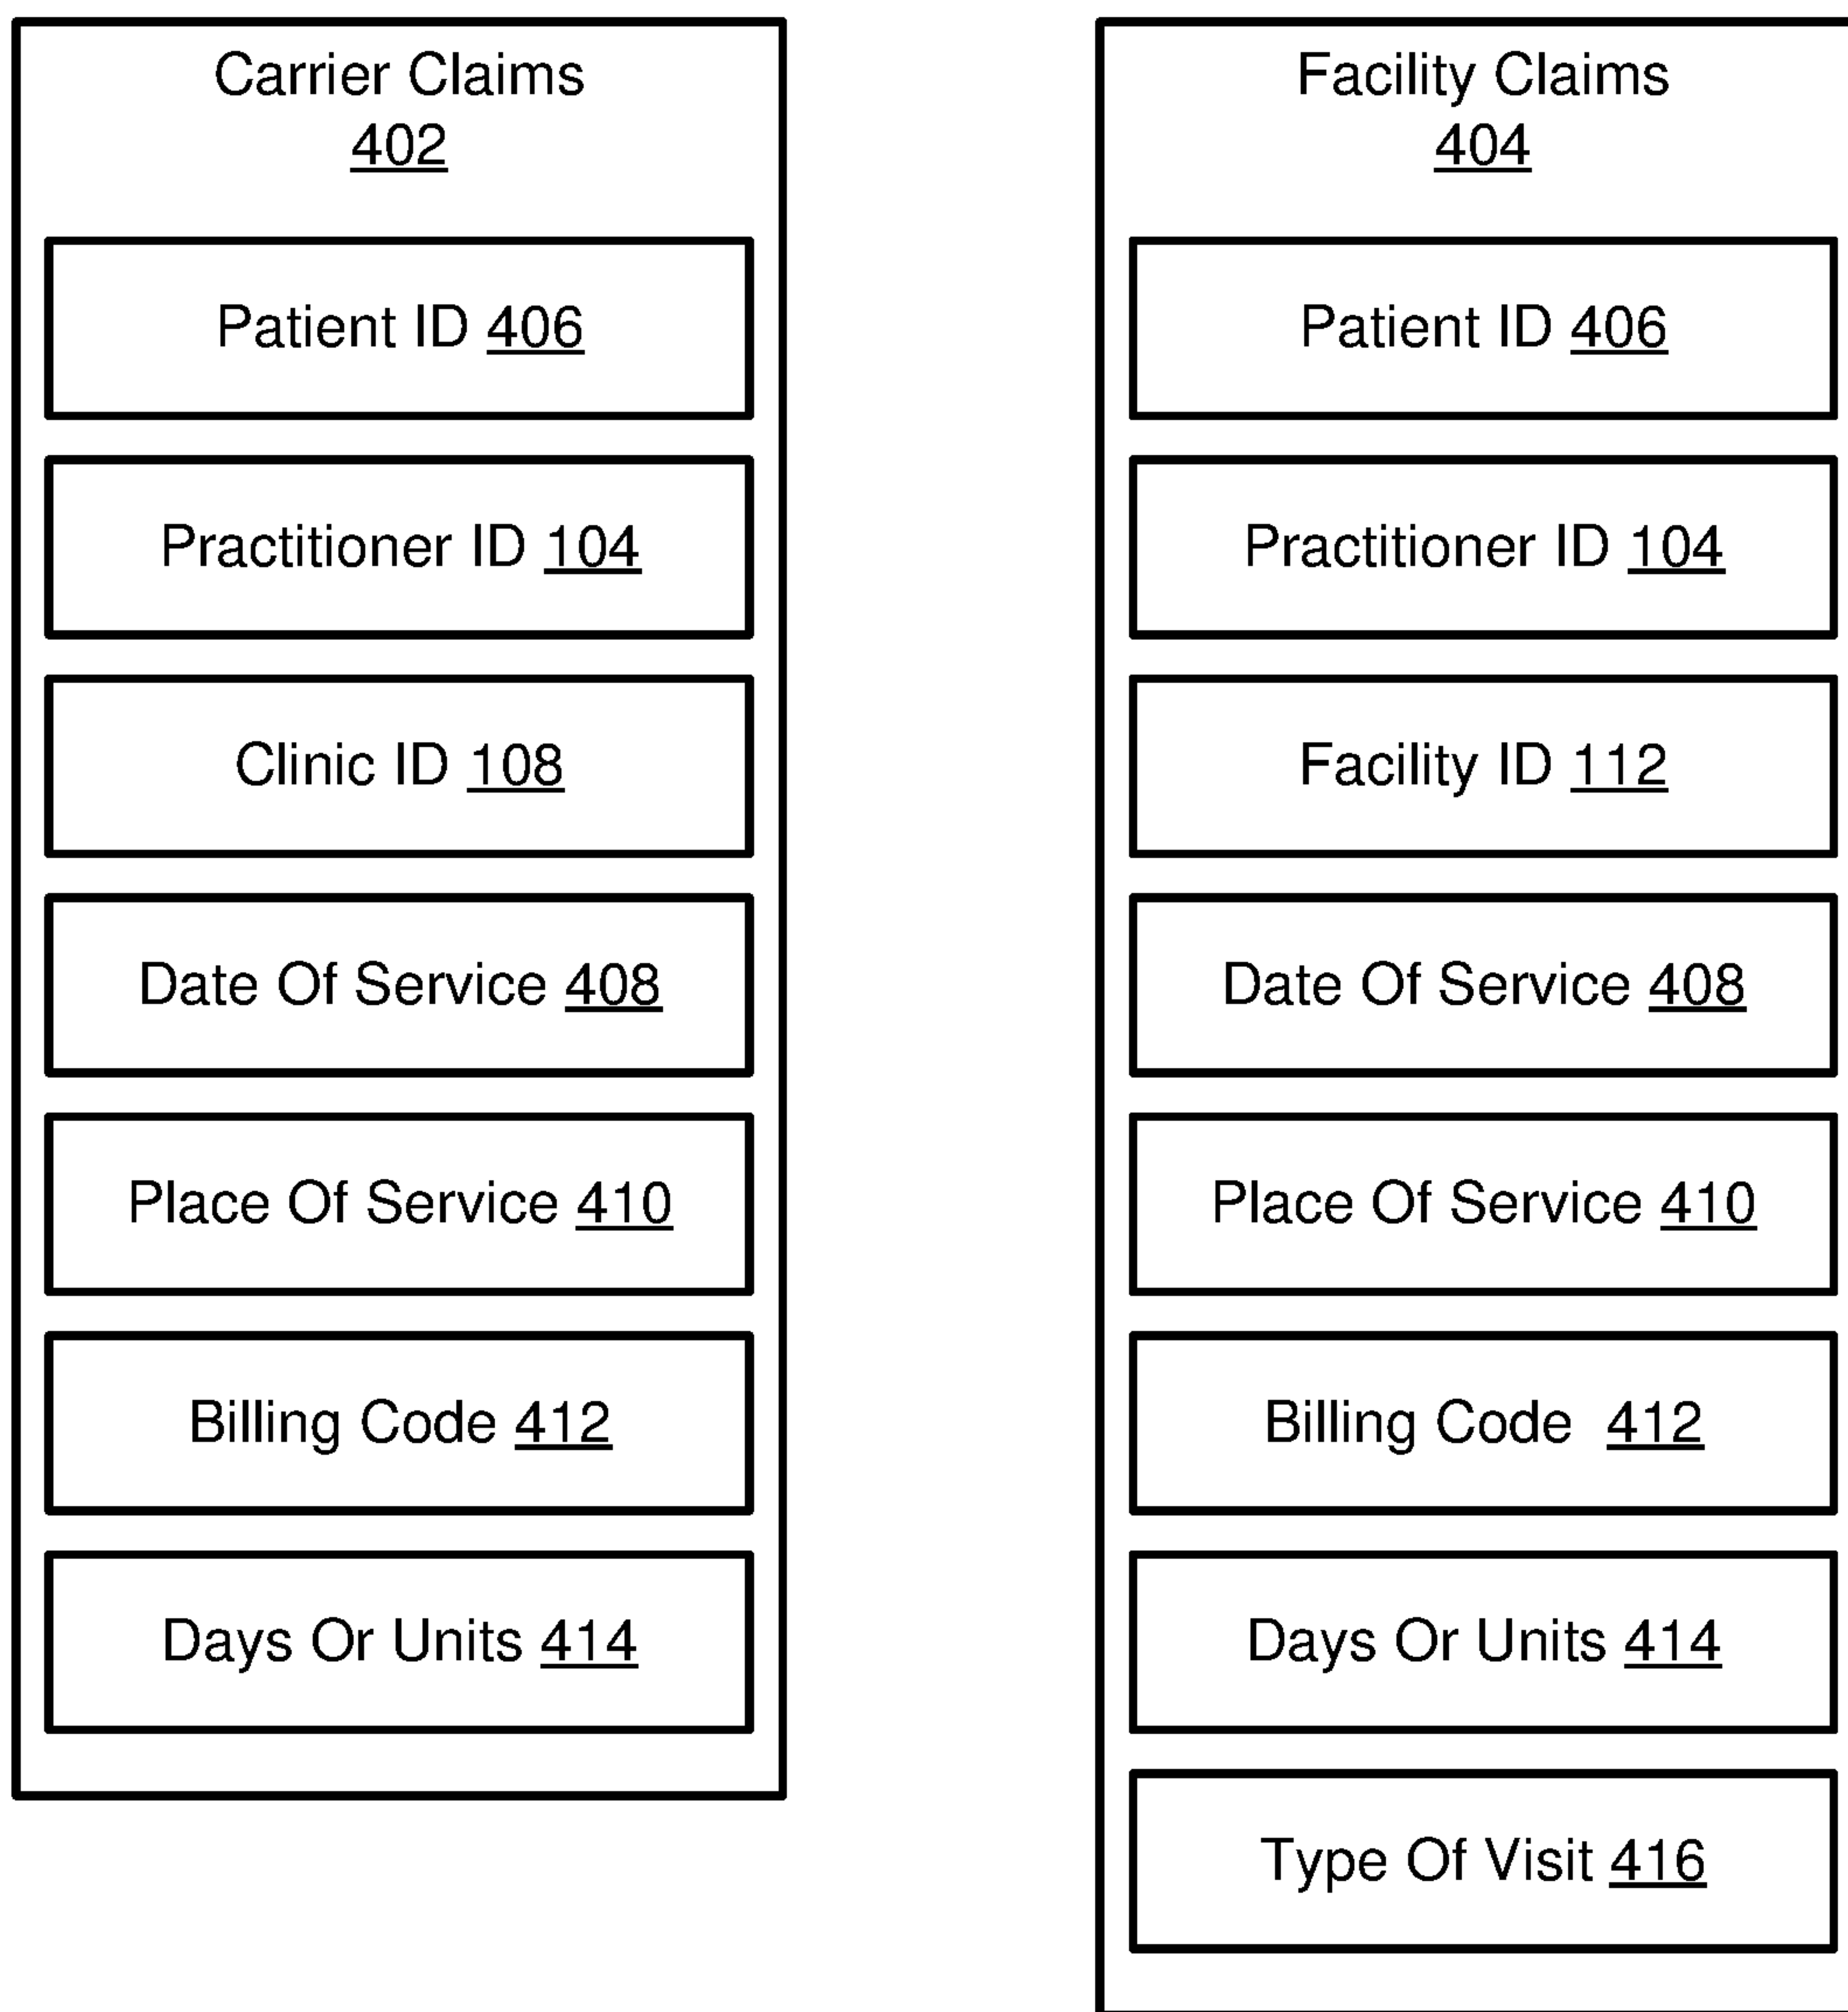 Carrier Claims
402
Patient ID 406
Practitioner ID 104
Clinic ID 108
Date Of Service 408
Place Of Service 410
Billing Code 412
Days Or Units 414
Facility Claims
404
Patient ID 406
Practitioner ID 104
Facility ID 112
Date Of Service 408
Place Of Service 410
Billing Code 412
Days Or Units 414
Type Of Visit 416